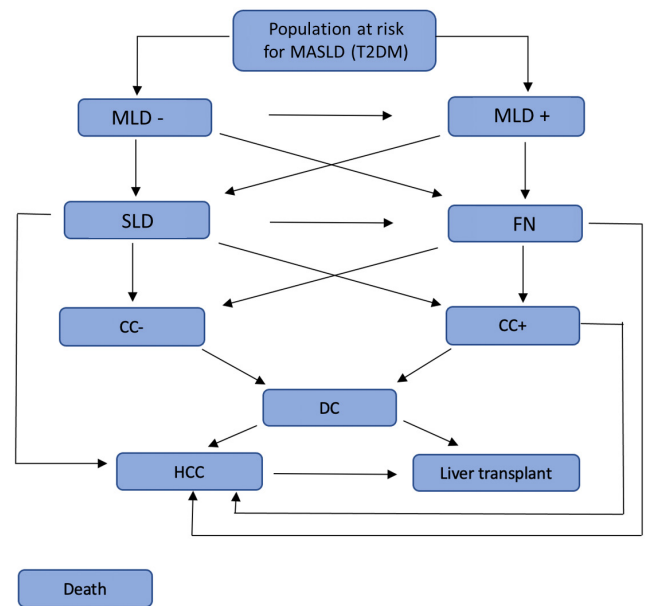 Population at risk
for MASLD (T2DM)
MLD -
MLD +
SLD
FN
CC-
CC+
DC
HCC
Liver transplant
Death